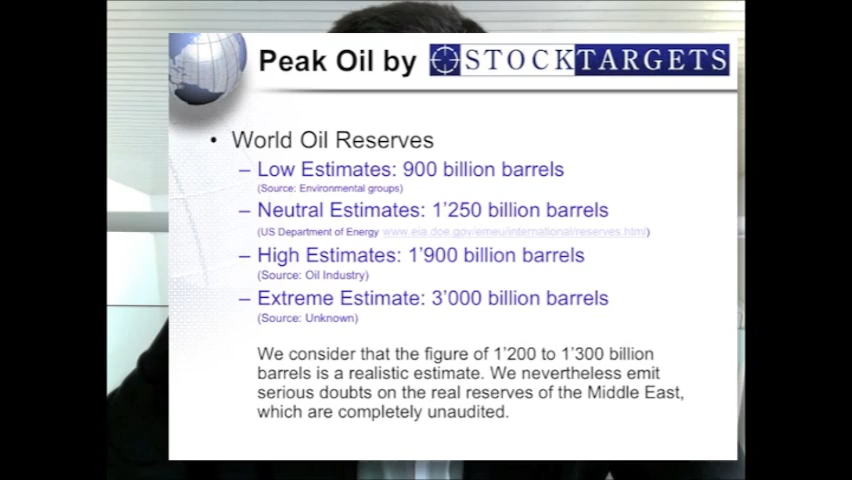 Peak Oil by STOCKTARGETS
• World Oil Reserves
– Low Estimates: 900 billion barrels
(Source: Environmental groups)
– Neutral Estimates: 1'250 billion barrels
(US Department of Energy www.eia.doe.gov/emeu/international/reserves.html)
– High Estimates: 1'900 billion barrels
(Source: Oil Industry)
– Extreme Estimate: 3'000 billion barrels
(Source: Unknown)
We consider that the figure of 1'200 to 1'300 billion
barrels is a realistic estimate. We nevertheless emit
serious doubts on the real reserves of the Middle East,
which are completely unaudited.